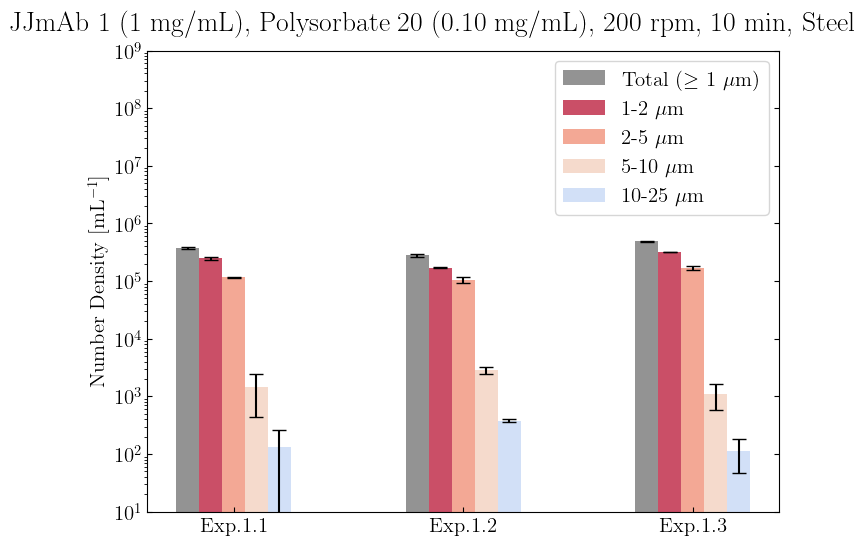 JJmAb 1 (1 mg/mL), Polysorbate 20 (0.10 mg/mL), 200 rpm, 10 min, Steel
Number Density [mL⁻¹]
10⁹
10⁸
10⁷
10⁶
10⁵
10⁴
10³
10²
10¹
Total (≥ 1 μm)
1-2 μm
2-5 μm
5-10 μm
10-25 μm
Exp.1.1 Exp.1.2 Exp.1.3